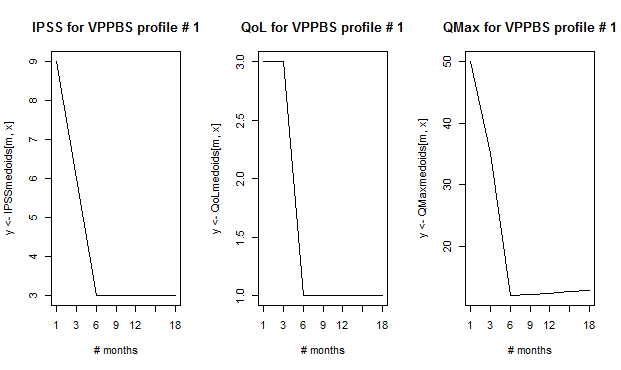 IPSS for VPPBS profile # 1
y <- IPSSmedoids[m, x]
9
8
7
6
5
4
3
1 3 6 9 12 18
# months
QoL for VPPBS profile # 1
y <- QoLmedoids[m, x]
3.0
2.5
2.0
1.5
1.0
1 3 6 9 12 18
# months
QMax for VPPBS profile # 1
y <- QMaxmedoids[m, x]
50
40
30
20
1 3 6 9 12 18
# months